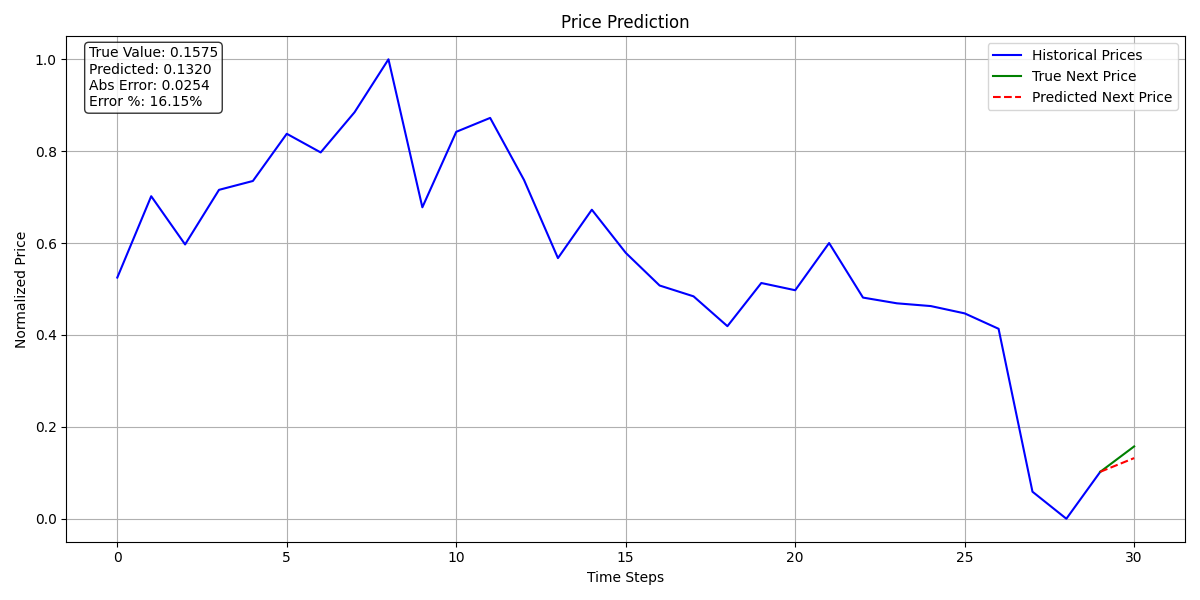 Price Prediction
True Value: 0.1575
Predicted: 0.1320
Abs Error: 0.0254
Error %: 16.15%
Historical Prices
True Next Price
Predicted Next Price
Normalized Price
1.0
0.8
0.6
0.4
0.2
0.0
0 5 10 15 20 25 30
Time Steps